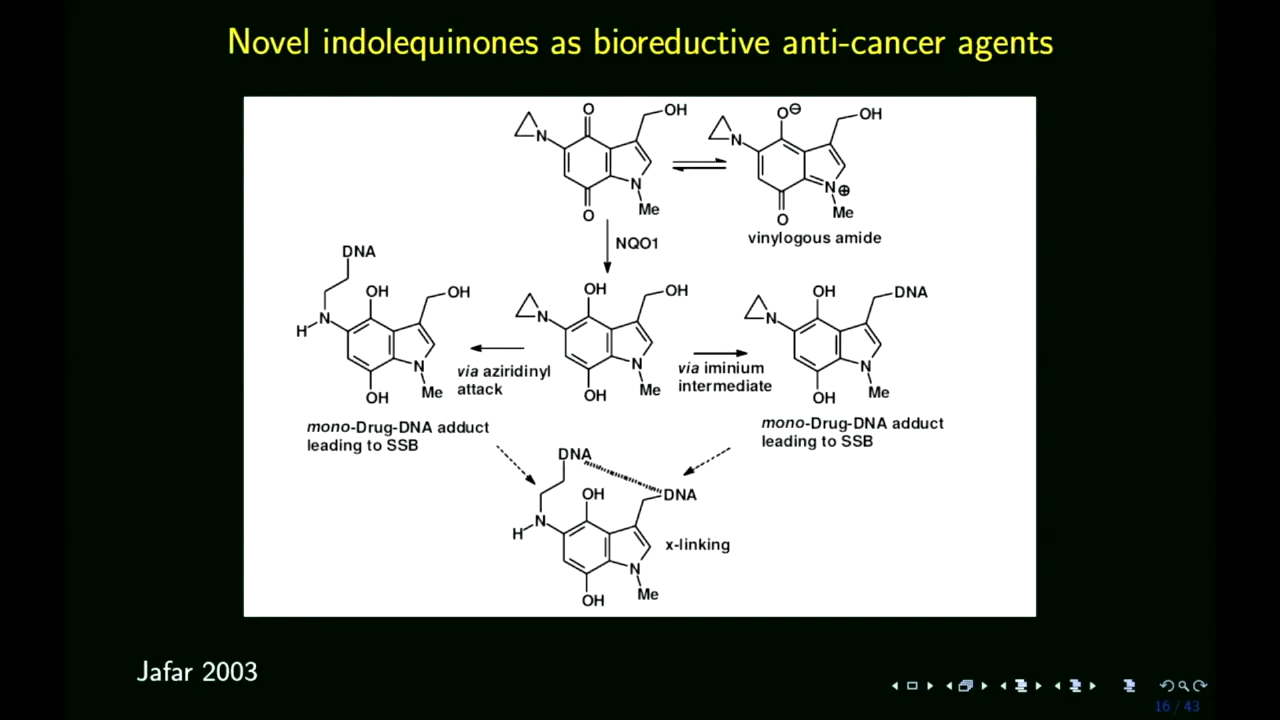 Novel indolequinones as bioreductive anti-cancer agents
O
OH
N
N
Me
O
O⊖
OH
N
N⊕
Me
O
vinylogous amide
NQO1
DNA
OH
OH
H
N
N
OH
Me
mono-Drug-DNA adduct
leading to SSB
via aziridinyl
attack
OH
OH
N
N
OH
Me
via iminium
intermediate
OH
DNA
N
N
OH
Me
mono-Drug-DNA adduct
leading to SSB
DNA
OH
DNA
H
N
N
OH
Me
x-linking
Jafar 2003
16 / 43